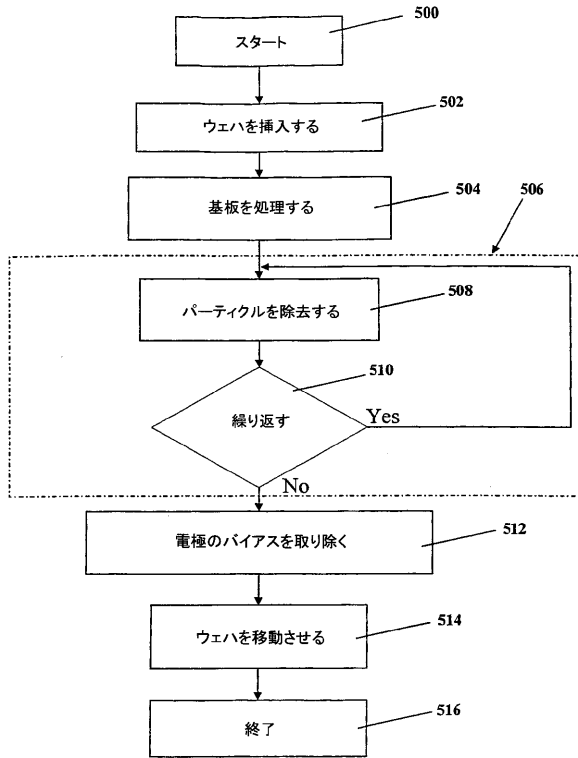 500
スタート
502
ウェハを挿入する
504
基板を処理する
506
パーティクルを除去する
508
510
繰り返す
Yes
No
電極のバイアスを取り除く
512
ウェハを移動させる
514
終了
516